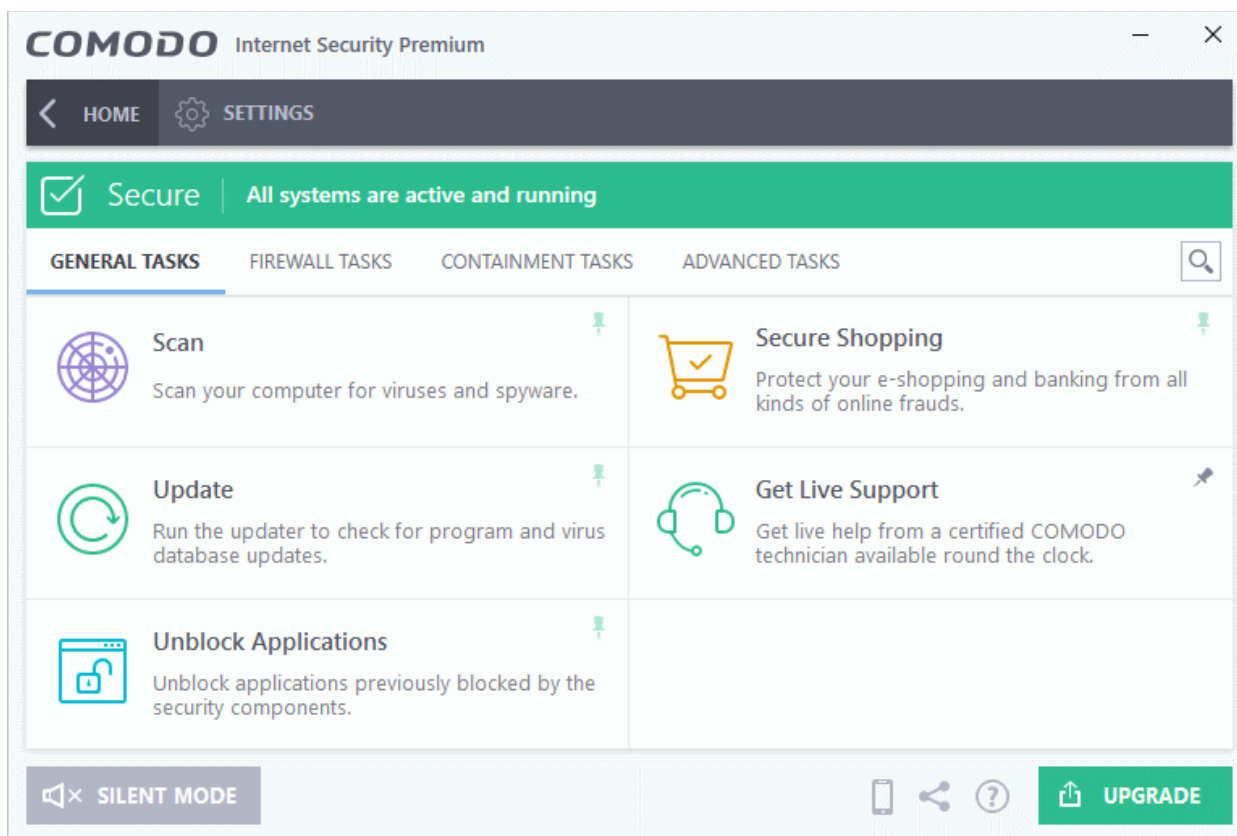 COMODO Internet Security Premium
HOME SETTINGS
Secure All systems are active and running
GENERAL TASKS FIREWALL TASKS CONTAINMENT TASKS ADVANCED TASKS
Scan
Scan your computer for viruses and spyware.
Secure Shopping
Protect your e-shopping and banking from all
kinds of online frauds.
Update
Run the updater to check for program and virus
database updates.
Get Live Support
Get live help from a certified COMODO
technician available round the clock.
Unblock Applications
Unblock applications previously blocked by the
security components.
SILENT MODE
? UPGRADE